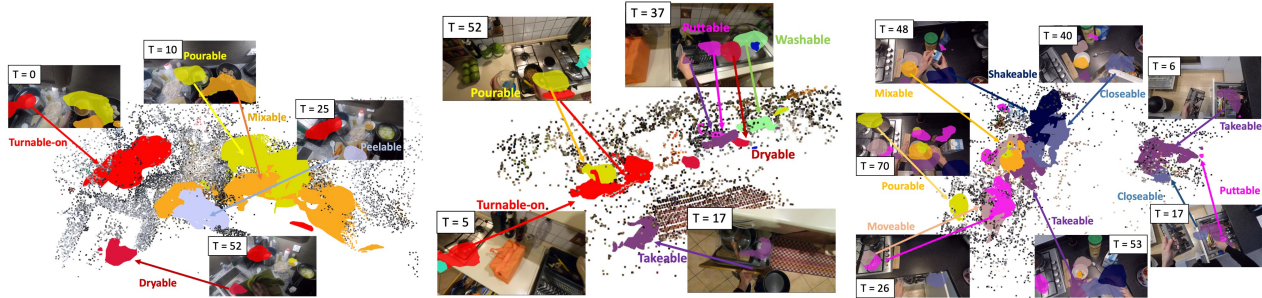 T = 0
T = 10
Pourable
T = 25
Mixable
Peelable
Turnable-on
T = 52
Dryable
T = 52
T = 37
Puttable
Washable
Pourable
Dryable
Turnable-on
T = 5
T = 17
Takeable
T = 48
T = 40
T = 6
Shakeable
Mixable
Closeable
Takeable
T = 70
Pourable
Closeable
Puttable
Moveable
Takeable
T = 17
T = 53
T = 26